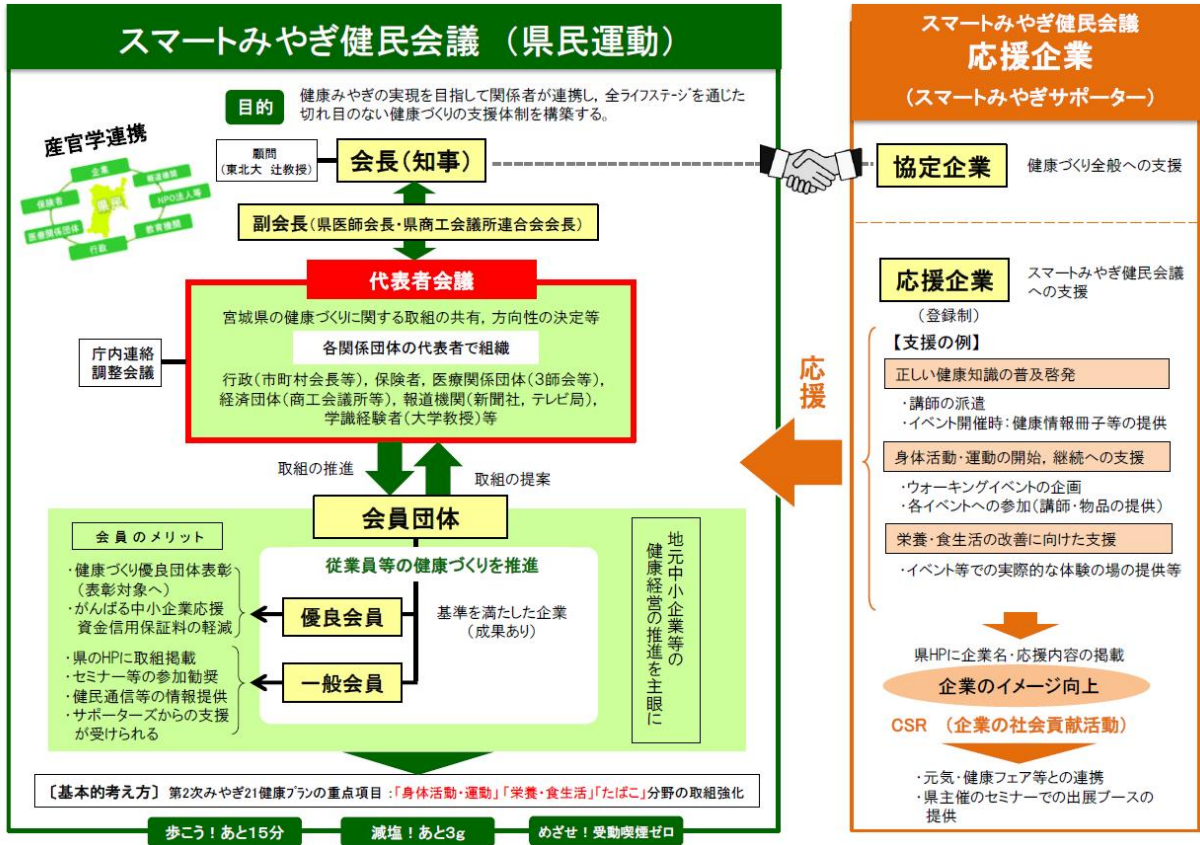 スマートみやぎ健民会議 （県民運動）
目的
健康みやぎの実現を目指して関係者が連携し，全ライフステージを通じた
切れ目のない健康づくりの支援体制を構築する。
産官学連携
企業
報道機関
NPO法人等
教育機関
行政
医療関係団体
保険者
県民
顧問
（東北大 辻教授）
会長（知事）
副会長（県医師会長・県商工会議所連合会会長）
代表者会議
宮城県の健康づくりに関する取組の共有，方向性の決定等
各関係団体の代表者で組織
行政（市町村会長等），保険者，医療関係団体（3師会等），
経済団体（商工会議所等），報道機関（新聞社，テレビ局），
学識経験者（大学教授）等
庁内連絡
調整会議
取組の推進
取組の提案
会員団体
会員のメリット
・健康づくり優良団体表彰
（表彰対象へ）
・がんばる中小企業応援
資金信用保証料の軽減
・県のHPに取組掲載
・セミナー等の参加勧奨
・健民通信等の情報提供
・サポーターズからの支援
が受けられる
従業員等の健康づくりを推進
優良会員
基準を満たした企業
（成果あり）
一般会員
地元中小企業等の
健康経営の推進を主眼に
〔基本的考え方〕 第2次みやぎ21健康プランの重点項目：「身体活動・運動」「栄養・食生活」「たばこ」分野の取組強化
歩こう！あと15分
減塩！あと3g
めざせ！受動喫煙ゼロ
応援
スマートみやぎ健民会議
応援企業
（スマートみやぎサポーター）
協定企業
健康づくり全般への支援
応援企業
（登録制）
スマートみやぎ健民会議
への支援
【支援の例】
正しい健康知識の普及啓発
・講師の派遣
・イベント開催時：健康情報冊子等の提供
身体活動・運動の開始，継続への支援
・ウォーキングイベントの企画
・各イベントへの参加（講師・物品の提供）
栄養・食生活の改善に向けた支援
・イベント等での実際的な体験の場の提供等
県HPに企業名・応援内容の掲載
企業のイメージ向上
CSR （企業の社会貢献活動）
・元気・健康フェア等との連携
・県主催のセミナーでの出展ブースの
提供